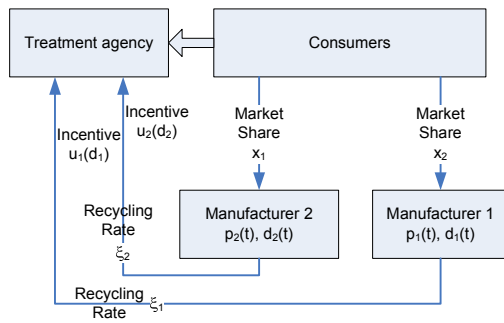 Treatment agency
Consumers
Incentive
u₂(d₂)
Incentive
u₁(d₁)
Market
Share
x₁
Market
Share
x₂
Recycling
Rate
ξ₂
Manufacturer 2
p₂(t), d₂(t)
Manufacturer 1
p₁(t), d₁(t)
Recycling
Rate
ξ₁